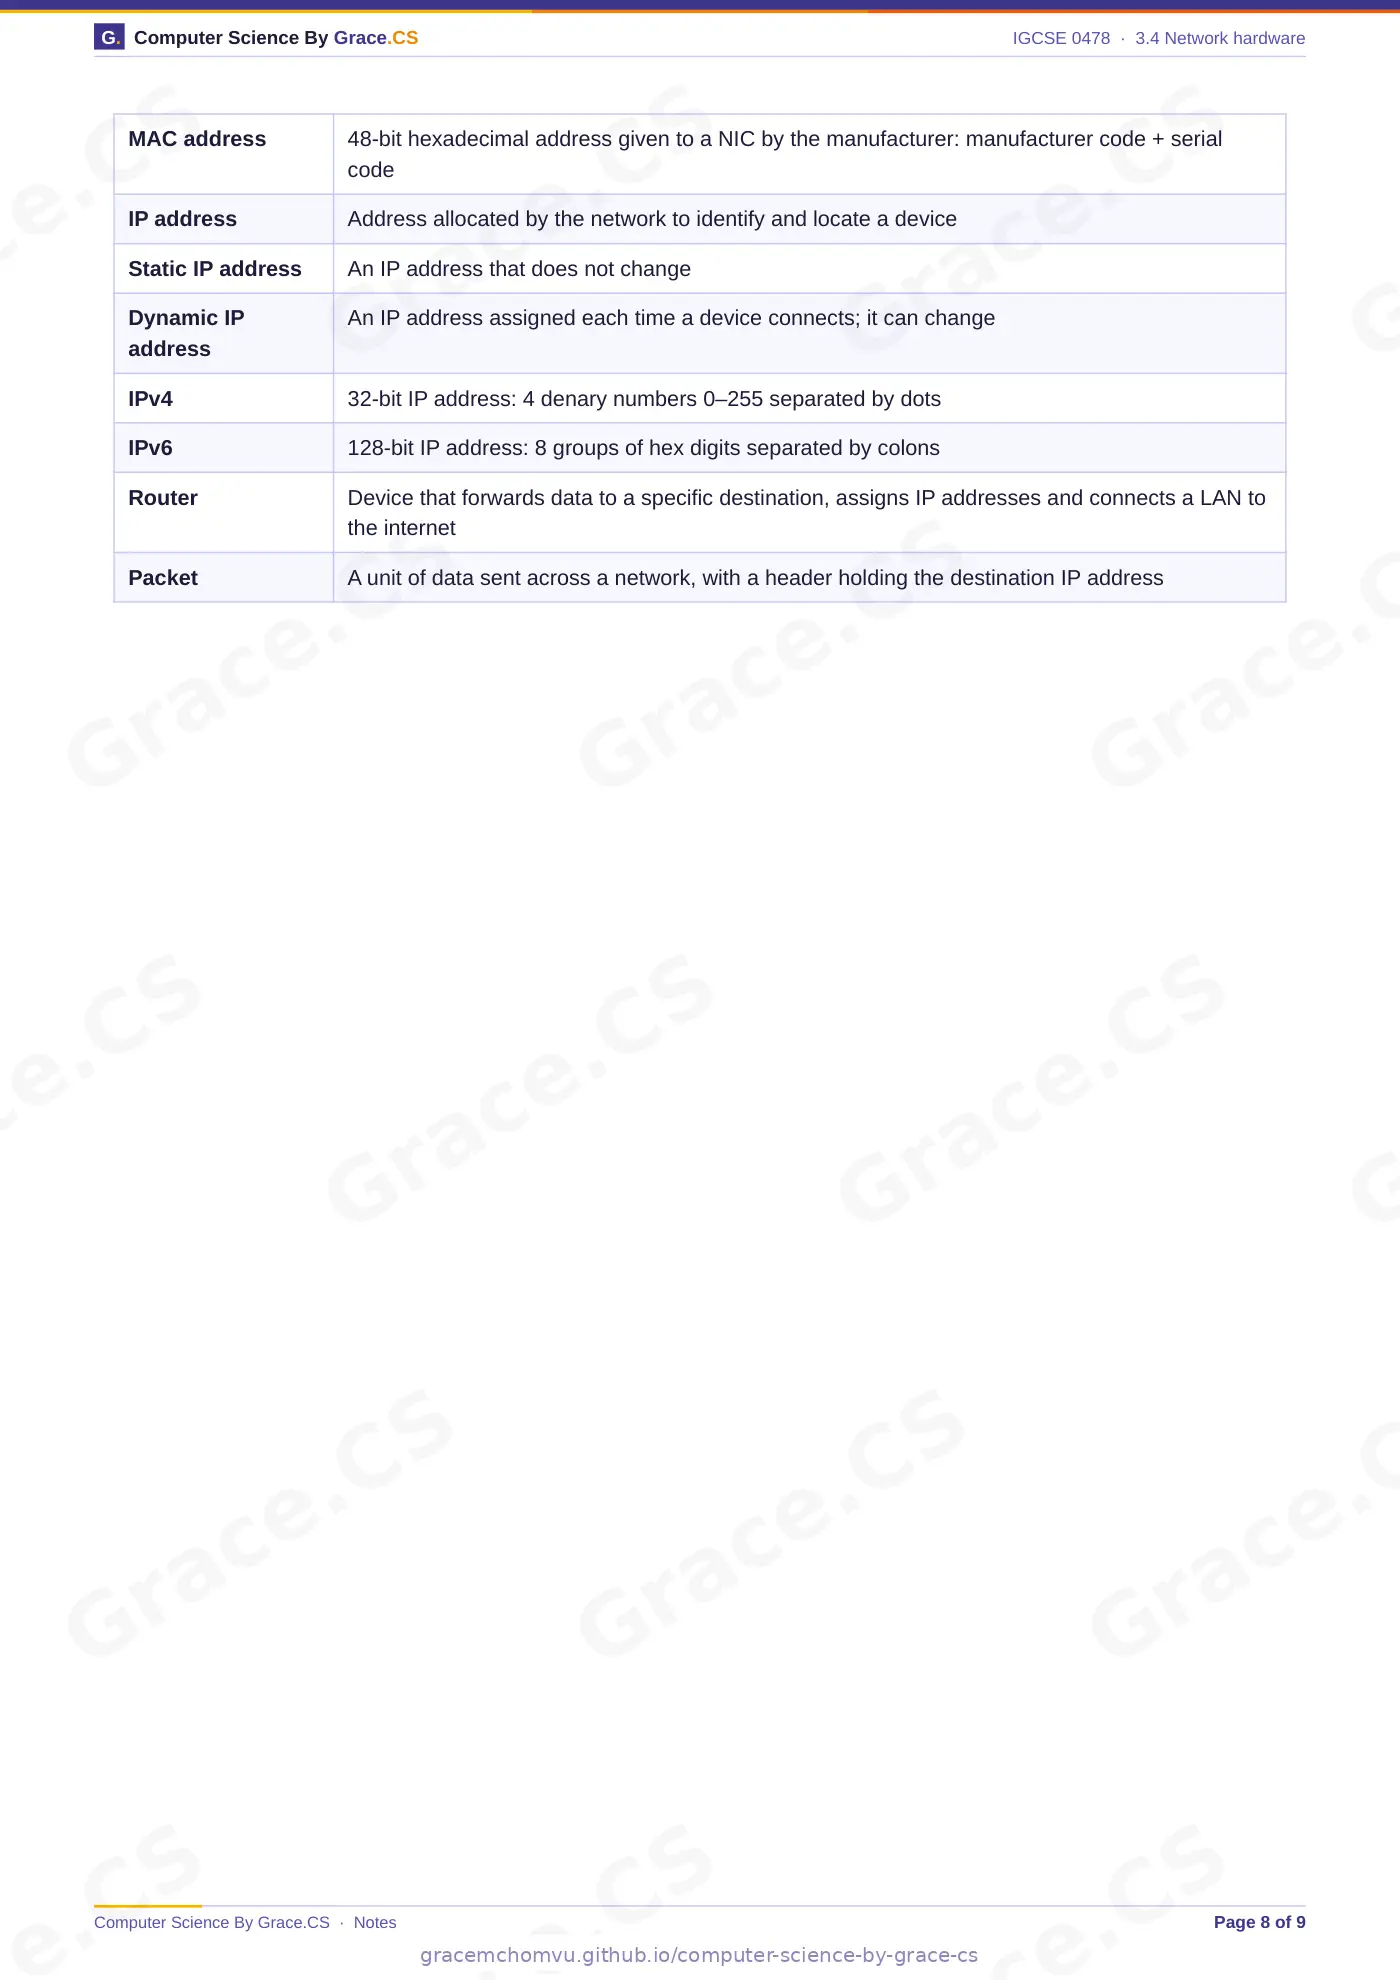 G. Computer Science By Grace.CS
IGCSE 0478 · 3.4 Network hardware
MAC address
48-bit hexadecimal address given to a NIC by the manufacturer: manufacturer code + serial
code
IP address
Address allocated by the network to identify and locate a device
Static IP address
An IP address that does not change
Dynamic IP
address
An IP address assigned each time a device connects; it can change
IPv4
32-bit IP address: 4 denary numbers 0–255 separated by dots
IPv6
128-bit IP address: 8 groups of hex digits separated by colons
Router
Device that forwards data to a specific destination, assigns IP addresses and connects a LAN to
the internet
Packet
A unit of data sent across a network, with a header holding the destination IP address
Computer Science By Grace.CS · Notes
Page 8 of 9
gracemchomvu.github.io/computer-science-by-grace-cs